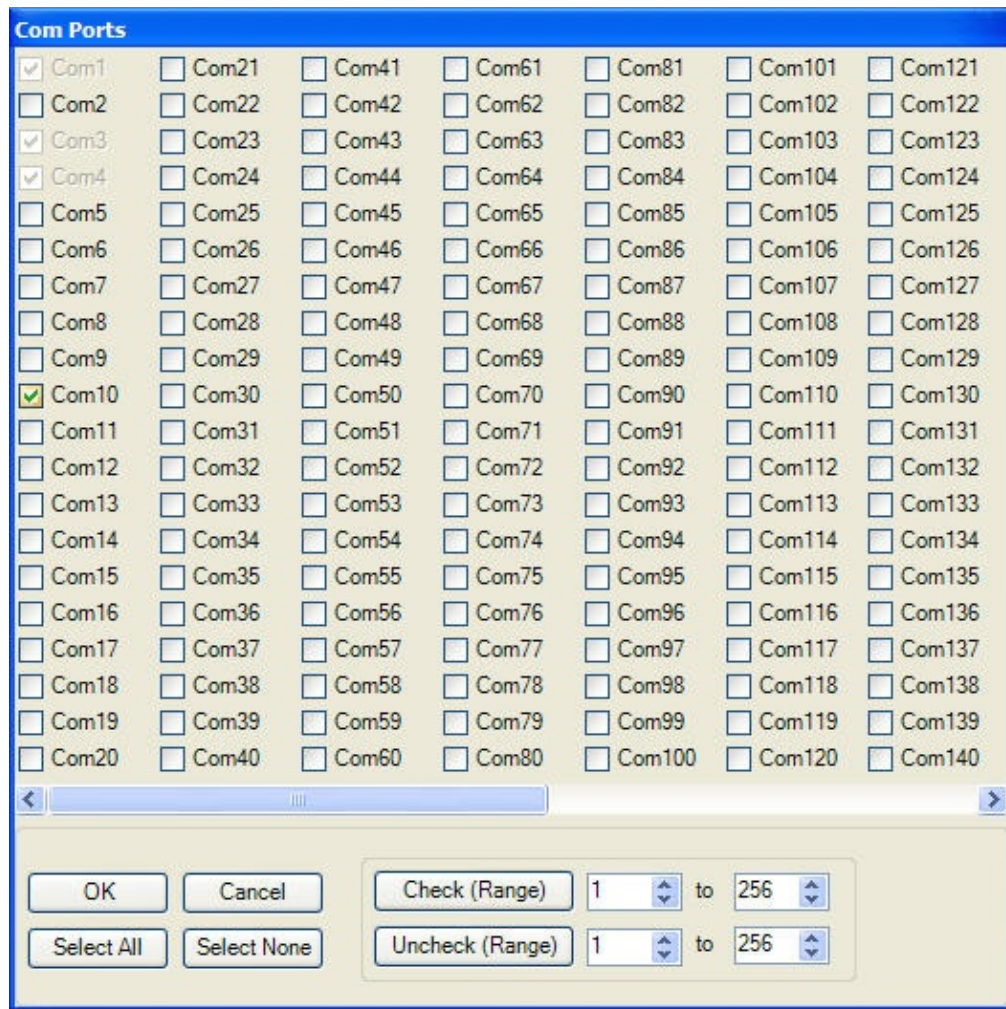 Com Ports
Com1 Com21 Com41 Com61 Com81 Com101 Com121
Com2 Com22 Com42 Com62 Com82 Com102 Com122
Com3 Com23 Com43 Com63 Com83 Com103 Com123
Com4 Com24 Com44 Com64 Com84 Com104 Com124
Com5 Com25 Com45 Com65 Com85 Com105 Com125
Com6 Com26 Com46 Com66 Com86 Com106 Com126
Com7 Com27 Com47 Com67 Com87 Com107 Com127
Com8 Com28 Com48 Com68 Com88 Com108 Com128
Com9 Com29 Com49 Com69 Com89 Com109 Com129
Com10 Com30 Com50 Com70 Com90 Com110 Com130
Com11 Com31 Com51 Com71 Com91 Com111 Com131
Com12 Com32 Com52 Com72 Com92 Com112 Com132
Com13 Com33 Com53 Com73 Com93 Com113 Com133
Com14 Com34 Com54 Com74 Com94 Com114 Com134
Com15 Com35 Com55 Com75 Com95 Com115 Com135
Com16 Com36 Com56 Com76 Com96 Com116 Com136
Com17 Com37 Com57 Com77 Com97 Com117 Com137
Com18 Com38 Com58 Com78 Com98 Com118 Com138
Com19 Com39 Com59 Com79 Com99 Com119 Com139
Com20 Com40 Com60 Com80 Com100 Com120 Com140
OK Cancel Check (Range) 1 to 256
Select All Select None Uncheck (Range) 1 to 256